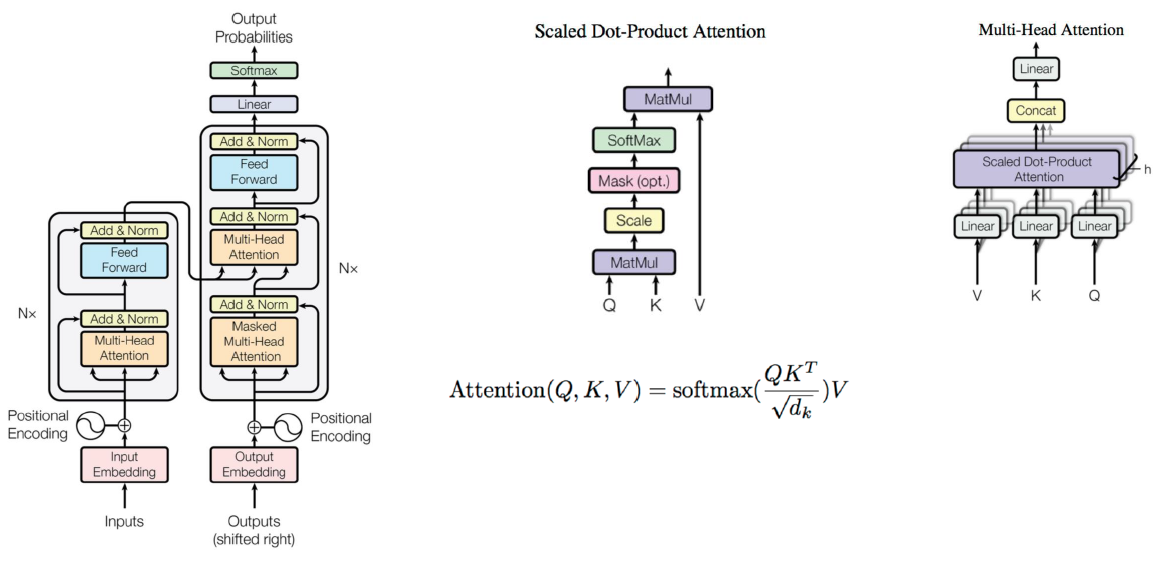 Output
Probabilities
Softmax
Linear
Add & Norm
Feed
Forward
Add & Norm
Multi-Head
Attention
Add & Norm
Masked
Multi-Head
Attention
N×
Add & Norm
Feed
Forward
Add & Norm
Multi-Head
Attention
N×
Positional
Encoding
Positional
Encoding
Input
Embedding
Output
Embedding
Inputs
Outputs
(shifted right)
Scaled Dot-Product Attention
MatMul
SoftMax
Mask (opt.)
Scale
MatMul
Q K V
Attention(Q, K, V) = softmax(QK^T / √d_k)V
Multi-Head Attention
Linear
Concat
Scaled Dot-Product
Attention
h
Linear Linear Linear
V K Q